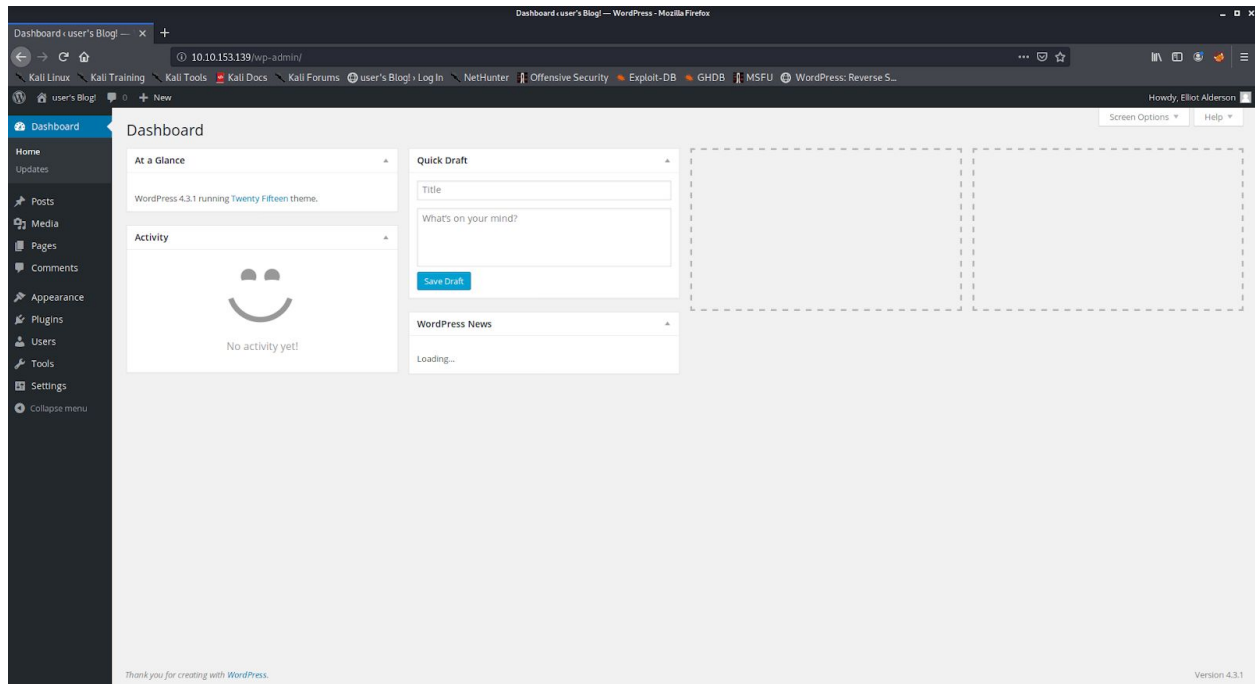 Dashboard ‹ user's Blog! — WordPress - Mozilla Firefox
Dashboard ‹ user's Blog! —
10.10.153.139/wp-admin/
Kali Linux Kali Training Kali Tools Kali Docs Kali Forums user's Blog! › Log In NetHunter Offensive Security Exploit-DB GHDB MSFU WordPress: Reverse S...
user's Blog! 0 + New Howdy, Elliot Alderson
Screen Options Help
Dashboard
Home
Updates
Posts
Media
Pages
Comments
Appearance
Plugins
Users
Tools
Settings
Collapse menu
Dashboard
At a Glance
WordPress 4.3.1 running Twenty Fifteen theme.
Activity
No activity yet!
Quick Draft
Title
What's on your mind?
Save Draft
WordPress News
Loading...
Thank you for creating with WordPress.
Version 4.3.1